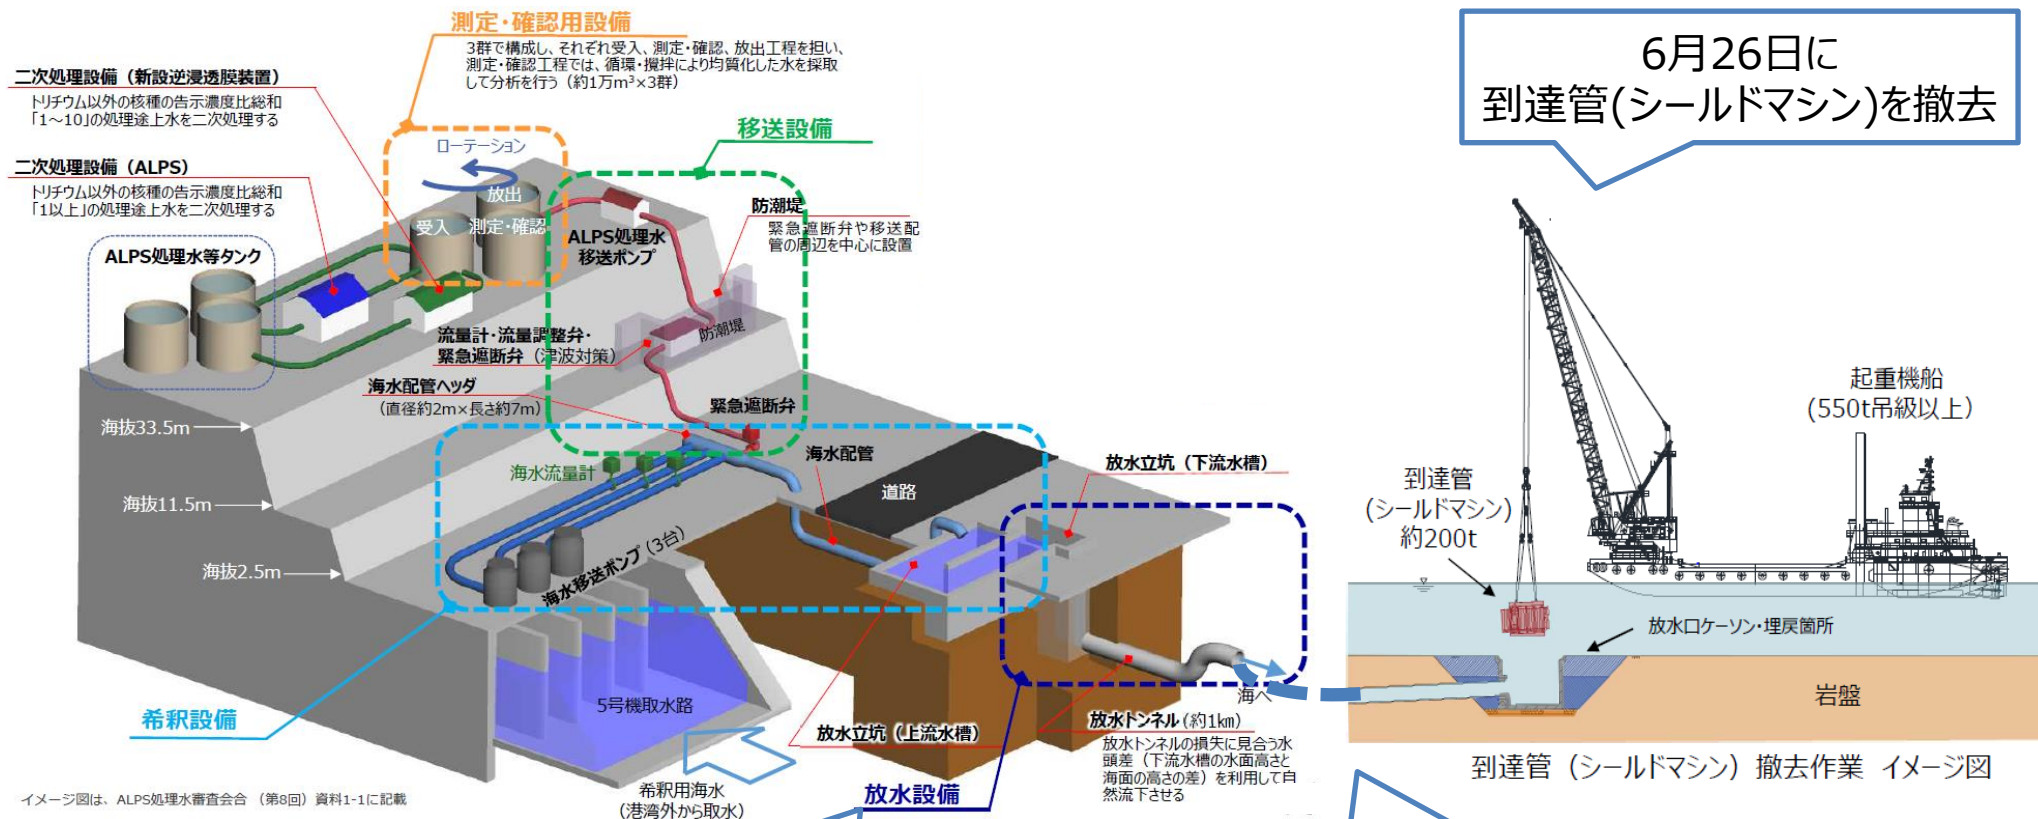 測定・確認用設備
3群で構成し、それぞれ受入、測定・確認、放出工程を担い、
測定・確認工程では、循環・攪拌により均質化した水を採取
して分析を行う（約1万m³×3群）
二次処理設備（新設逆浸透膜装置）
トリチウム以外の核種の告示濃度比総和
「1～10」の処理途上水を二次処理する
二次処理設備（ALPS）
トリチウム以外の核種の告示濃度比総和
「1以上」の処理途上水を二次処理する
ALPS処理水等タンク
ローテーション
放出
受入
測定・確認
移送設備
ALPS処理水
移送ポンプ
防潮堤
緊急遮断弁や移送配
管の周辺を中心に設置
防潮堤
流量計・流量調整弁・
緊急遮断弁（津波対策）
海水配管ヘッダ
（直径約2m×長さ約7m）
緊急遮断弁
海抜33.5m
海抜11.5m
海抜2.5m
海水流量計
海水配管
道路
放水立坑（下流水槽）
海水移送ポンプ（3台）
5号機取水路
希釈設備
放水立坑（上流水槽）
海へ
放水トンネル（約1km）
放水トンネルの損失に見合う水
頭差（下流水槽の水面高さと
海面の高さの差）を利用して自
然流下させる
希釈用海水
（港湾外から取水）
放水設備
イメージ図は、ALPS処理水審査会合 （第8回）資料1-1に記載
6月26日に
到達管(シールドマシン)を撤去
起重機船
(550t吊級以上)
到達管
(シールドマシン)
約200t
放水口ケーソン・埋戻箇所
岩盤
到達管（シールドマシン）撤去作業 イメージ図